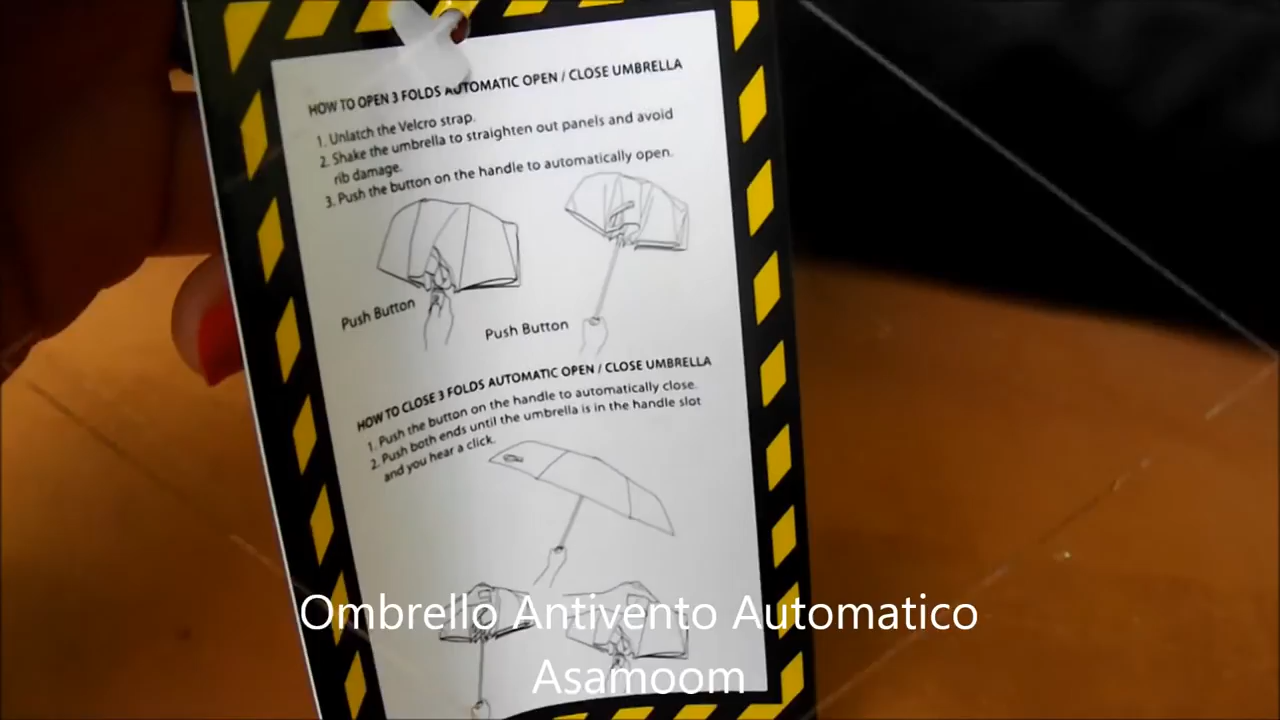 HOW TO OPEN 3 FOLDS AUTOMATIC OPEN / CLOSE UMBRELLA
1. Unlatch the Velcro strap.
2. Shake the umbrella to straighten out panels and avoid
rib damage.
3. Push the button on the handle to automatically open.
Push Button
Push Button
HOW TO CLOSE 3 FOLDS AUTOMATIC OPEN / CLOSE UMBRELLA
1. Push the button on the handle to automatically close.
2. Push both ends until the umbrella is in the handle slot
and you hear a click.
Ombrello Antivento Automatico
Asamoom